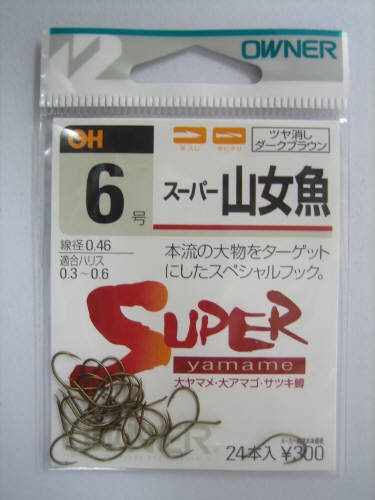 OWNER
OH
ツヤ消し
ダークブラウン
6号
スーパー山女魚
線径0.46
適合ハリス
0.3～0.6
本流の大物をターゲット
にしたスペシャルフック。
SUPER
yamame
大ヤマメ・大アマゴ・サツキ鱒
OWNER
24本入 ¥300